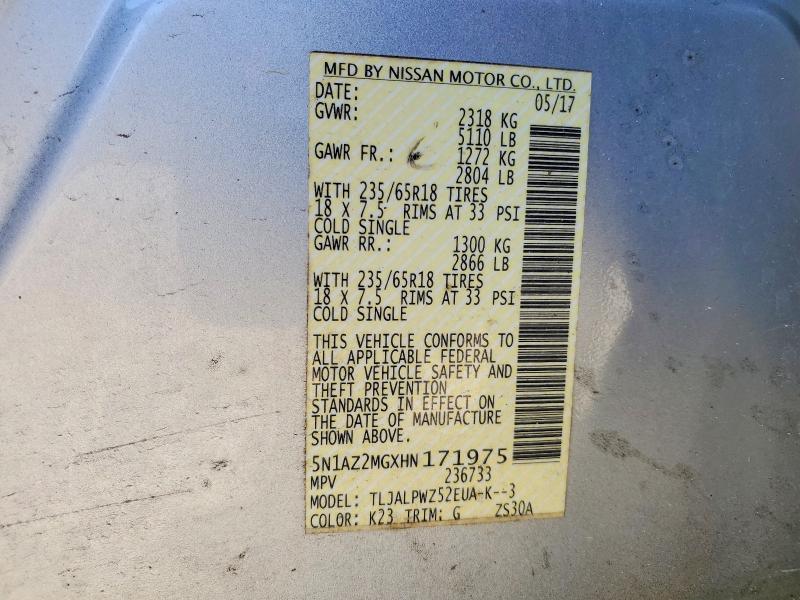 MFD BY NISSAN MOTOR CO., LTD.
DATE: 05/17
GVWR: 2318 KG
5110 LB
GAWR FR.: 1272 KG
2804 LB
WITH 235/65R18 TIRES
18 X 7.5 RIMS AT 33 PSI
COLD SINGLE
GAWR RR.: 1300 KG
2866 LB
WITH 235/65R18 TIRES
18 X 7.5 RIMS AT 33 PSI
COLD SINGLE
THIS VEHICLE CONFORMS TO
ALL APPLICABLE FEDERAL
MOTOR VEHICLE SAFETY AND
THEFT PREVENTION
STANDARDS IN EFFECT ON
THE DATE OF MANUFACTURE
SHOWN ABOVE.
5N1AZ2MGXHN171975
MPV 236733
MODEL: TLJALPWZ52EUA-K--3
COLOR: K23 TRIM: G ZS30A